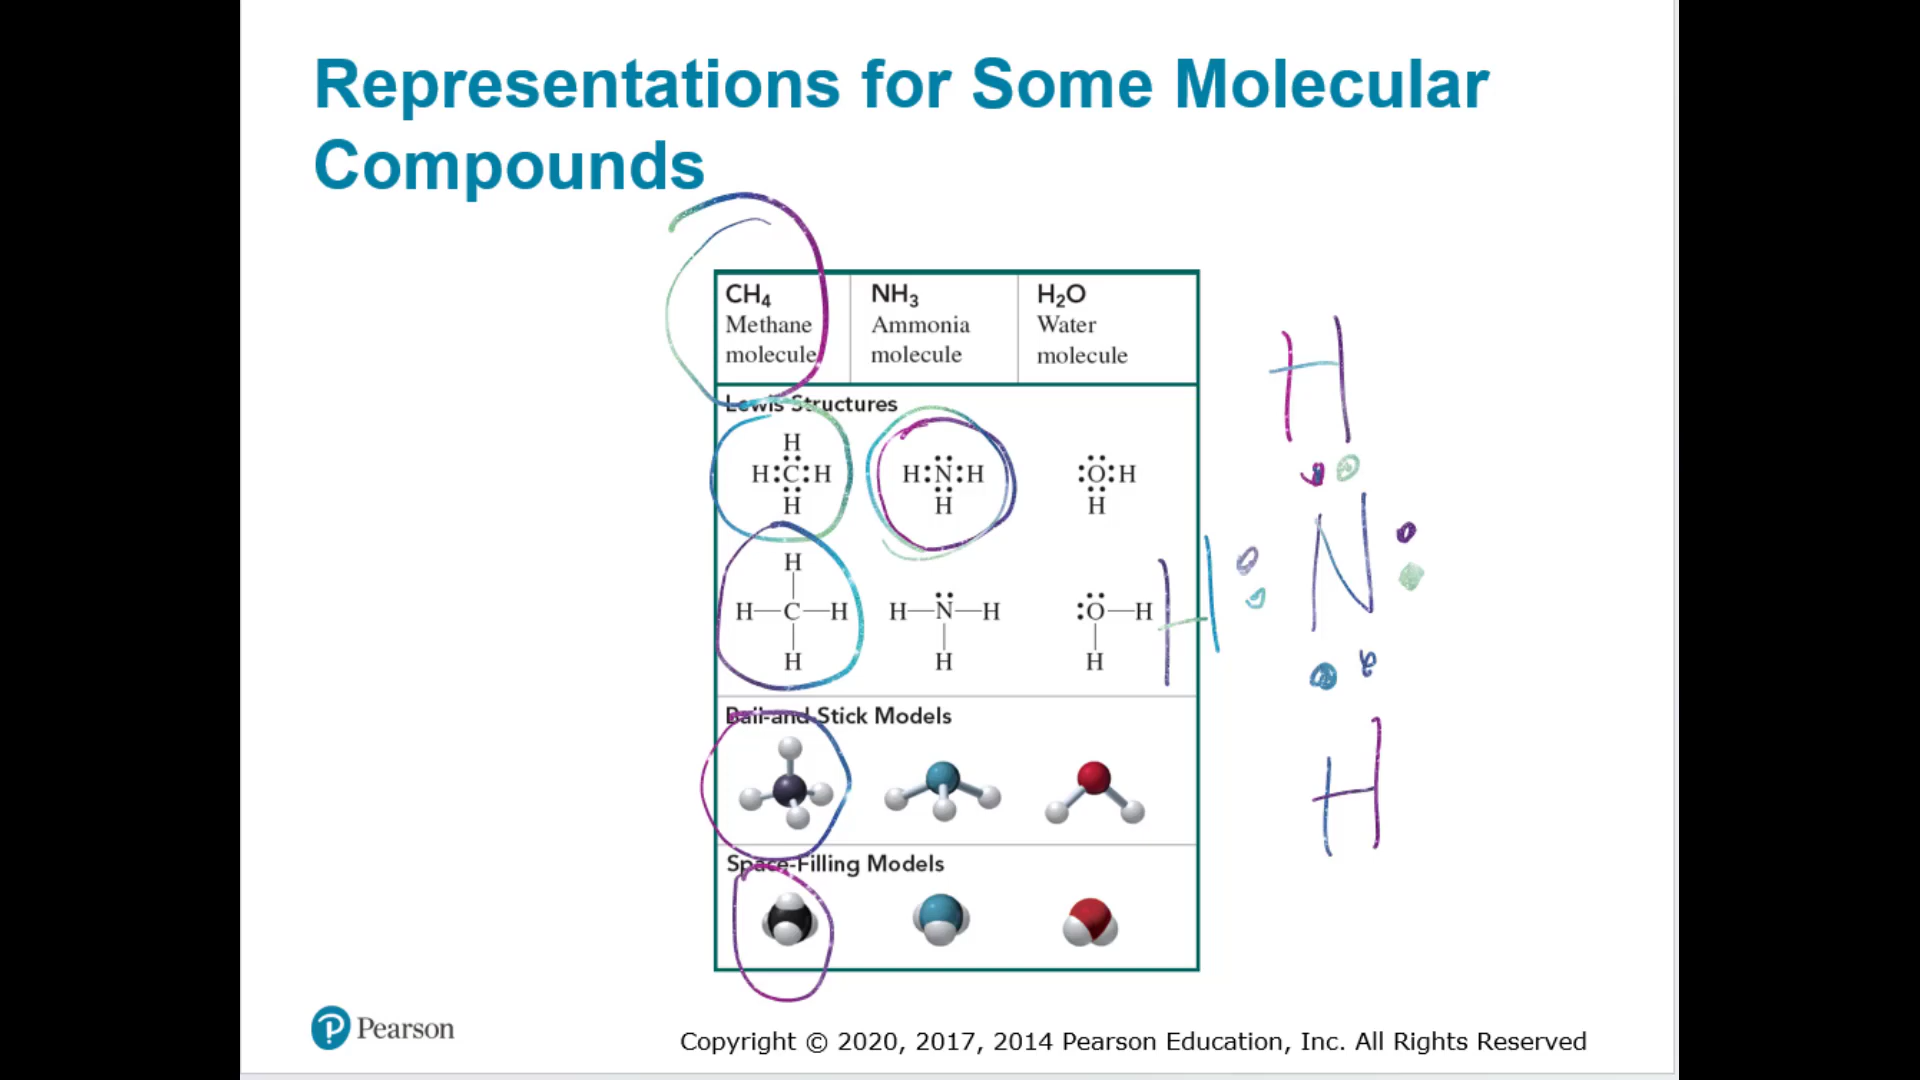 Representations for Some Molecular
Compounds
CH₄ NH₃ H₂O
Methane Ammonia Water
molecule molecule molecule
Lewis Structures
H
H:C:H H:N:H :O:H
H H H
H
H—C—H H—N—H :O—H
H H H
Ball-and-Stick Models
Space-Filling Models
H
H N
H
Pearson
Copyright © 2020, 2017, 2014 Pearson Education, Inc. All Rights Reserved